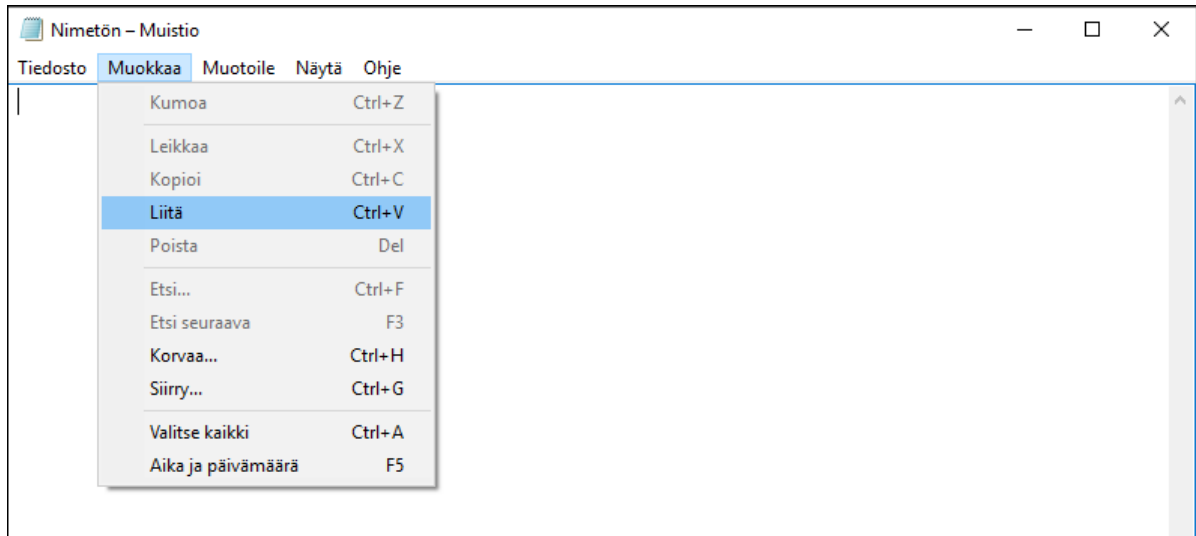 Nimetön – Muistio
Tiedosto Muokkaa Muotoile Näytä Ohje
Kumoa Ctrl+Z
Leikkaa Ctrl+X
Kopioi Ctrl+C
Liitä Ctrl+V
Poista Del
Etsi... Ctrl+F
Etsi seuraava F3
Korvaa... Ctrl+H
Siirry... Ctrl+G
Valitse kaikki Ctrl+A
Aika ja päivämäärä F5